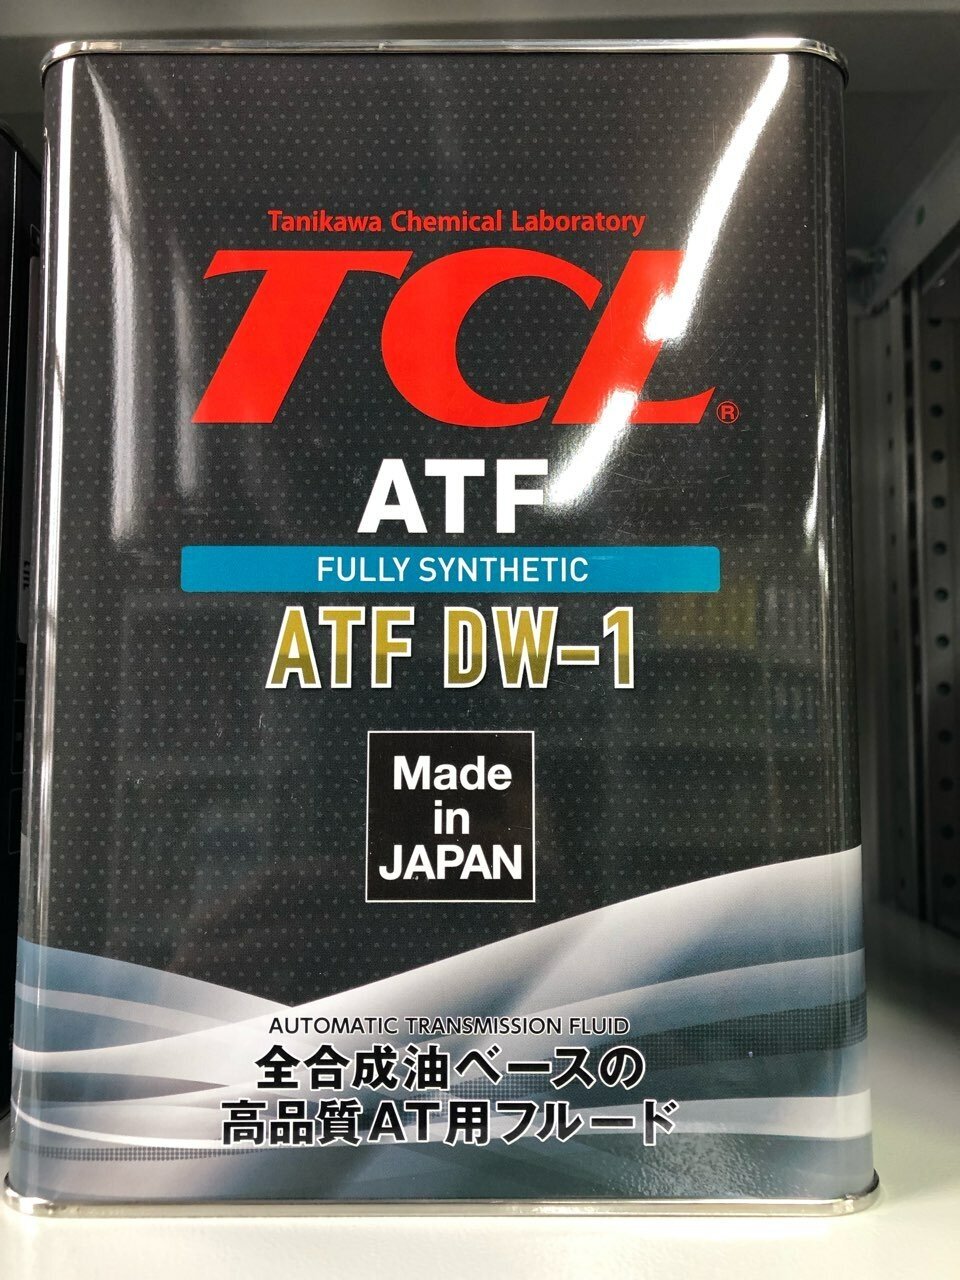 Tanikawa Chemical Laboratory
TCL®
ATF
FULLY SYNTHETIC
ATF DW-1
Made
in
JAPAN
AUTOMATIC TRANSMISSION FLUID
全合成油ベースの
高品質AT用フルード